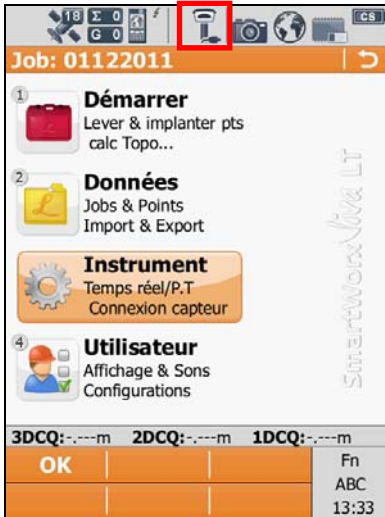 18 Σ 0
G 0
CS
Job: 01122011
1
Démarrer
Lever & implanter pts
calc Topo...
2
Données
Jobs & Points
Import & Export
Instrument
Temps réel/P.T
Connexion capteur
4
Utilisateur
Affichage & Sons
Configurations
SmartWorx Viva LT
3DCQ:-.---m 2DCQ:-.---m 1DCQ:-.---m
OK
Fn
ABC
13:33